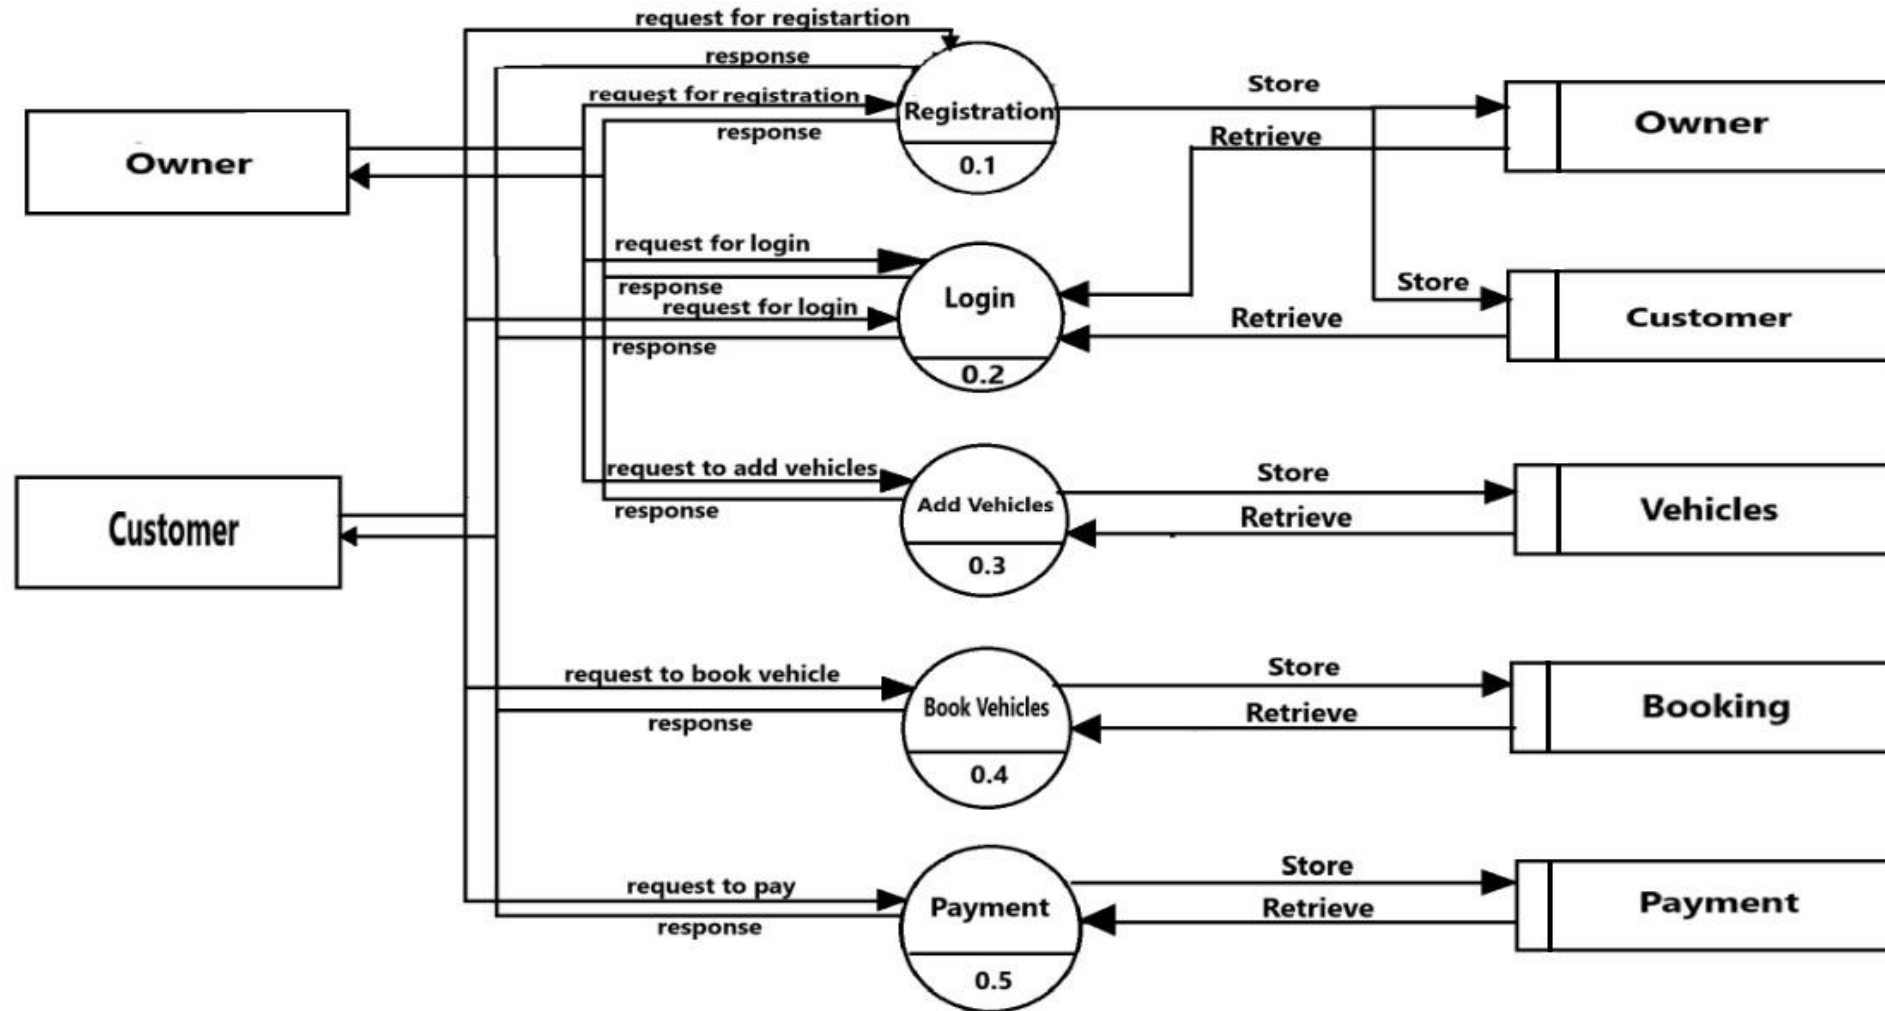 request for registartion
response
request for registration
response
Owner
Registration
0.1
Store
Retrieve
Owner
request for login
response
request for login
response
Login
0.2
Store
Retrieve
Customer
Customer
request to add vehicles
response
Add Vehicles
0.3
Store
Retrieve
Vehicles
request to book vehicle
response
Book Vehicles
0.4
Store
Retrieve
Booking
request to pay
response
Payment
0.5
Store
Retrieve
Payment